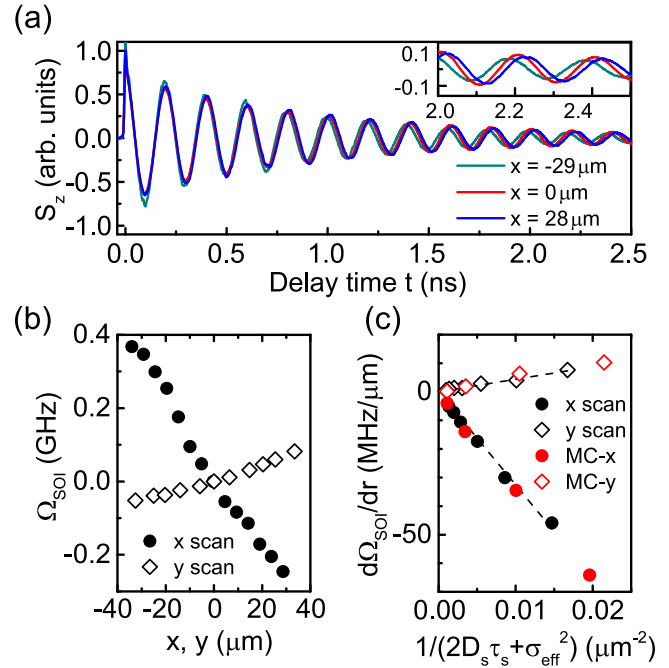 (a)
S_z (arb. units)
1.0
0.5
0.0
-0.5
-1.0
0.0 0.5 1.0 1.5 2.0 2.5
Delay time t (ns)
0.1
-0.1
2.0 2.2 2.4
x = -29 μm
x = 0 μm
x = 28 μm
(b)
Ω_SOI (GHz)
0.4
0.2
0.0
-0.2
-40 -20 0 20 40
x, y (μm)
x scan
y scan
(c)
dΩ_SOI/dr (MHz/μm)
0
-50
0.00 0.01 0.02
1/(2D_sτ_s+σ_eff²) (μm⁻²)
x scan
y scan
MC-x
MC-y